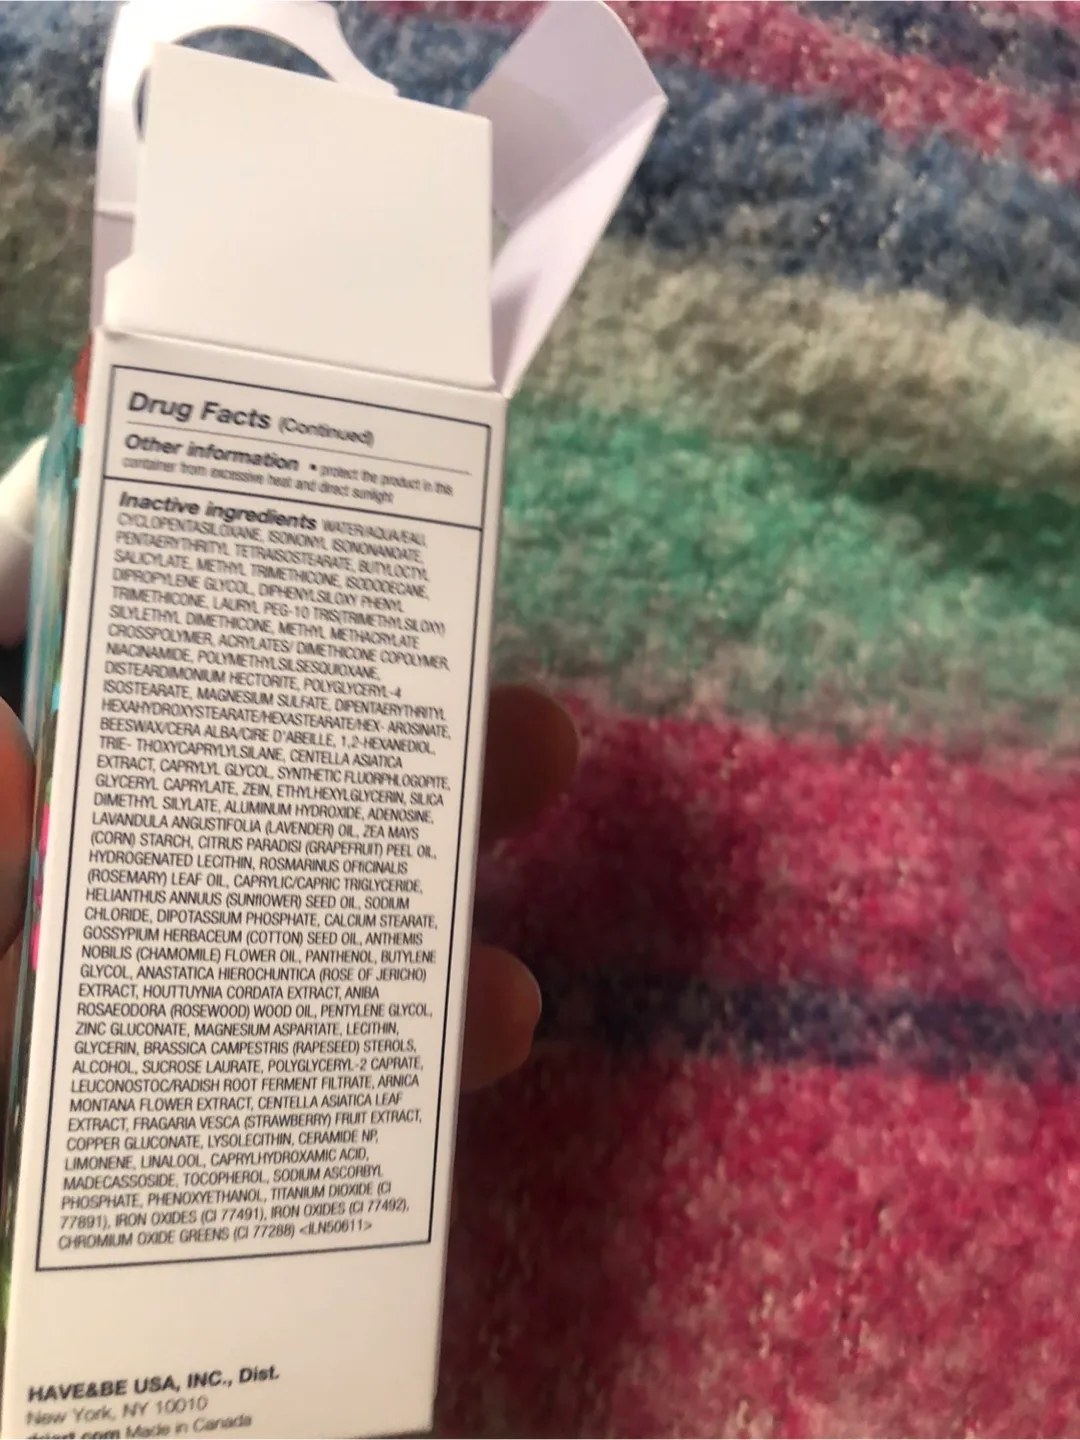 Drug Facts (Continued)
Other information • protect the product in this
container from excessive heat and direct sunlight
Inactive ingredients WATER/AQUA/EAU,
CYCLOPENTASILOXANE, ISONONYL ISONONANOATE,
PENTAERYTHRITYL TETRAISOSTEARATE, BUTYLOCTYL
SALICYLATE, METHYL TRIMETHICONE, ISODODECANE,
DIPROPYLENE GLYCOL, DIPHENYLSILOXY PHENYL
TRIMETHICONE, LAURYL PEG-10 TRIS(TRIMETHYLSILOXY)
SILYLETHYL DIMETHICONE, METHYL METHACRYLATE
CROSSPOLYMER, ACRYLATES/ DIMETHICONE COPOLYMER,
NIACINAMIDE, POLYMETHYLSILSESQUIOXANE,
DISTEARDIMONIUM HECTORITE, POLYGLYCERYL-4
ISOSTEARATE, MAGNESIUM SULFATE, DIPENTAERYTHRITYL
HEXAHYDROXYSTEARATE/HEXASTEARATE/HEX- AROSINATE,
BEESWAX/CERA ALBA/CIRE D'ABEILLE, 1,2-HEXANEDIOL,
TRIE- THOXYCAPRYLYLSILANE, CENTELLA ASIATICA
EXTRACT, CAPRYLYL GLYCOL, SYNTHETIC FLUORPHLOGOPITE,
GLYCERYL CAPRYLATE, ZEIN, ETHYLHEXYLGLYCERIN, SILICA
DIMETHYL SILYLATE, ALUMINUM HYDROXIDE, ADENOSINE,
LAVANDULA ANGUSTIFOLIA (LAVENDER) OIL, ZEA MAYS
(CORN) STARCH, CITRUS PARADISI (GRAPEFRUIT) PEEL OIL,
HYDROGENATED LECITHIN, ROSMARINUS OffICINALIS
(ROSEMARY) LEAF OIL, CAPRYLIC/CAPRIC TRIGLYCERIDE,
HELIANTHUS ANNUUS (SUNflOWER) SEED OIL, SODIUM
CHLORIDE, DIPOTASSIUM PHOSPHATE, CALCIUM STEARATE,
GOSSYPIUM HERBACEUM (COTTON) SEED OIL, ANTHEMIS
NOBILIS (CHAMOMILE) FLOWER OIL, PANTHENOL, BUTYLENE
GLYCOL, ANASTATICA HIEROCHUNTICA (ROSE OF JERICHO)
EXTRACT, HOUTTUYNIA CORDATA EXTRACT, ANIBA
ROSAEODORA (ROSEWOOD) WOOD OIL, PENTYLENE GLYCOL,
ZINC GLUCONATE, MAGNESIUM ASPARTATE, LECITHIN,
GLYCERIN, BRASSICA CAMPESTRIS (RAPESEED) STEROLS,
ALCOHOL, SUCROSE LAURATE, POLYGLYCERYL-2 CAPRATE,
LEUCONOSTOC/RADISH ROOT FERMENT FILTRATE, ARNICA
MONTANA FLOWER EXTRACT, CENTELLA ASIATICA LEAF
EXTRACT, FRAGARIA VESCA (STRAWBERRY) FRUIT EXTRACT,
COPPER GLUCONATE, LYSOLECITHIN, CERAMIDE NP,
LIMONENE, LINALOOL, CAPRYLHYDROXAMIC ACID,
MADECASSOSIDE, TOCOPHEROL, SODIUM ASCORBYL
PHOSPHATE, PHENOXYETHANOL, TITANIUM DIOXIDE (CI
77891), IRON OXIDES (CI 77491), IRON OXIDES (CI 77492),
CHROMIUM OXIDE GREENS (CI 77288) <ILN50611>
HAVE&BE USA, INC., Dist.
New York, NY 10010
drjart.com Made in Canada